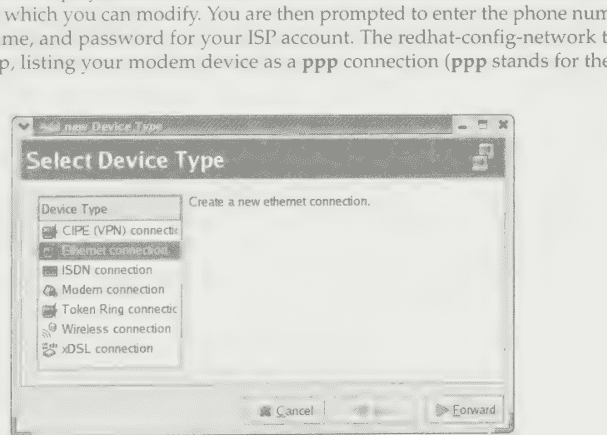 which you can modify. You are then prompted to enter the phone num
me, and password for your ISP account. The redhat-config-network t
p, listing your modem device as a ppp connection (ppp stands for the
Add new Device Type
Select Device Type
Device Type
Create a new ethernet connection.
CIPE (VPN) connectic
Ethernet connection
ISDN connection
Modem connection
Token Ring connectic
Wireless connection
xDSL connection
Cancel
Forward